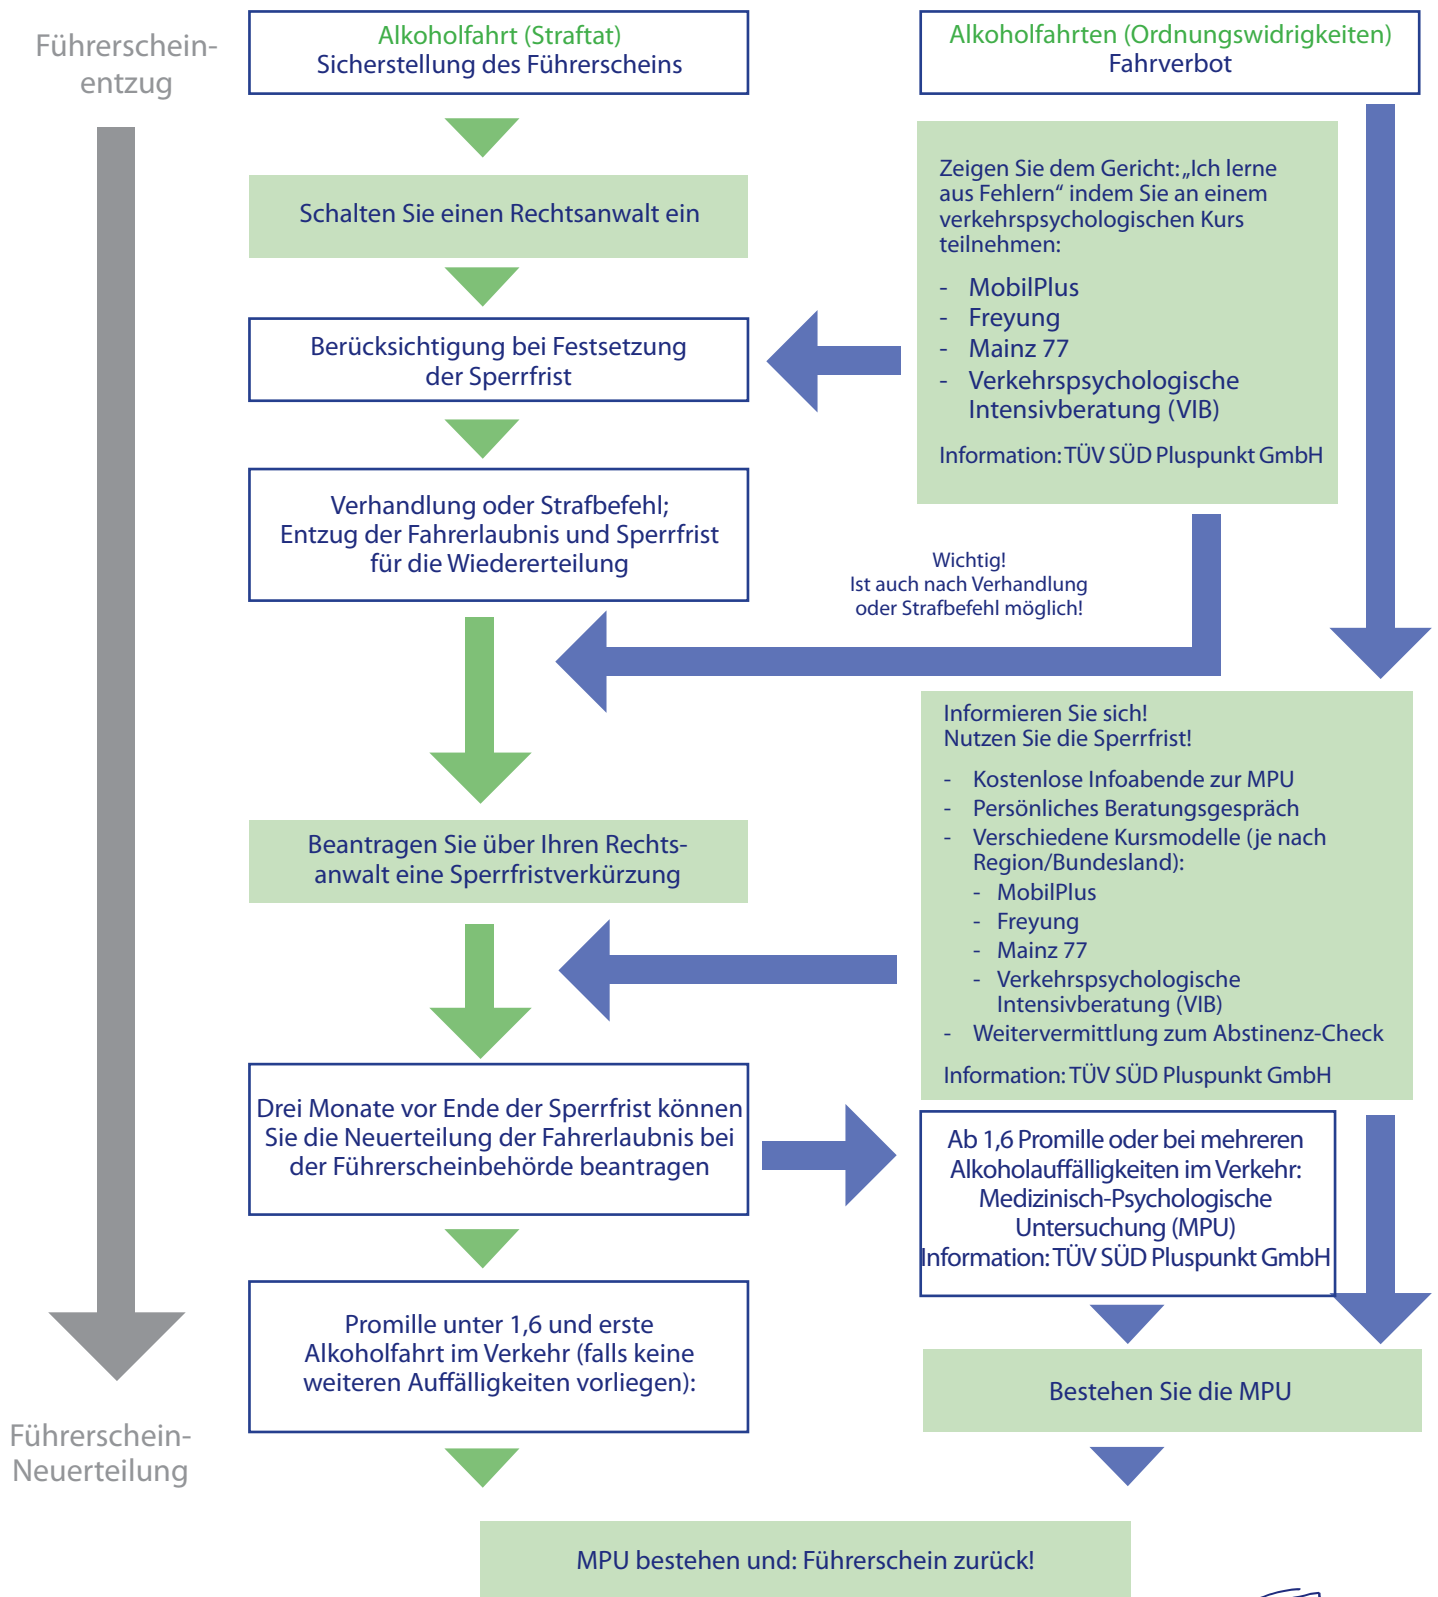 Führerschein-
entzug
Alkoholfahrt (Straftat)
Sicherstellung des Führerscheins
Schalten Sie einen Rechtsanwalt ein
Berücksichtigung bei Festsetzung
der Sperrfrist
Verhandlung oder Strafbefehl;
Entzug der Fahrerlaubnis und Sperrfrist
für die Wiedererteilung
Beantragen Sie über Ihren Rechts-
anwalt eine Sperrfristverkürzung
Drei Monate vor Ende der Sperrfrist können
Sie die Neuerteilung der Fahrerlaubnis bei
der Führerscheinbehörde beantragen
Promille unter 1,6 und erste
Alkoholfahrt im Verkehr (falls keine
weiteren Auffälligkeiten vorliegen):
Alkoholfahrten (Ordnungswidrigkeiten)
Fahrverbot
Zeigen Sie dem Gericht: „Ich lerne
aus Fehlern“ indem Sie an einem
verkehrspsychologischen Kurs
teilnehmen:
- MobilPlus
- Freyung
- Mainz 77
- Verkehrspsychologische
Intensivberatung (VIB)
Information: TÜV SÜD Pluspunkt GmbH
Wichtig!
Ist auch nach Verhandlung
oder Strafbefehl möglich!
Informieren Sie sich!
Nutzen Sie die Sperrfrist!
- Kostenlose Infoabende zur MPU
- Persönliches Beratungsgespräch
- Verschiedene Kursmodelle (je nach
Region/Bundesland):
- MobilPlus
- Freyung
- Mainz 77
- Verkehrspsychologische
Intensivberatung (VIB)
- Weitervermittlung zum Abstinenz-Check
Information: TÜV SÜD Pluspunkt GmbH
Ab 1,6 Promille oder bei mehreren
Alkoholauffälligkeiten im Verkehr:
Medizinisch-Psychologische
Untersuchung (MPU)
Information: TÜV SÜD Pluspunkt GmbH
Bestehen Sie die MPU
Führerschein-
Neuerteilung
MPU bestehen und: Führerschein zurück!